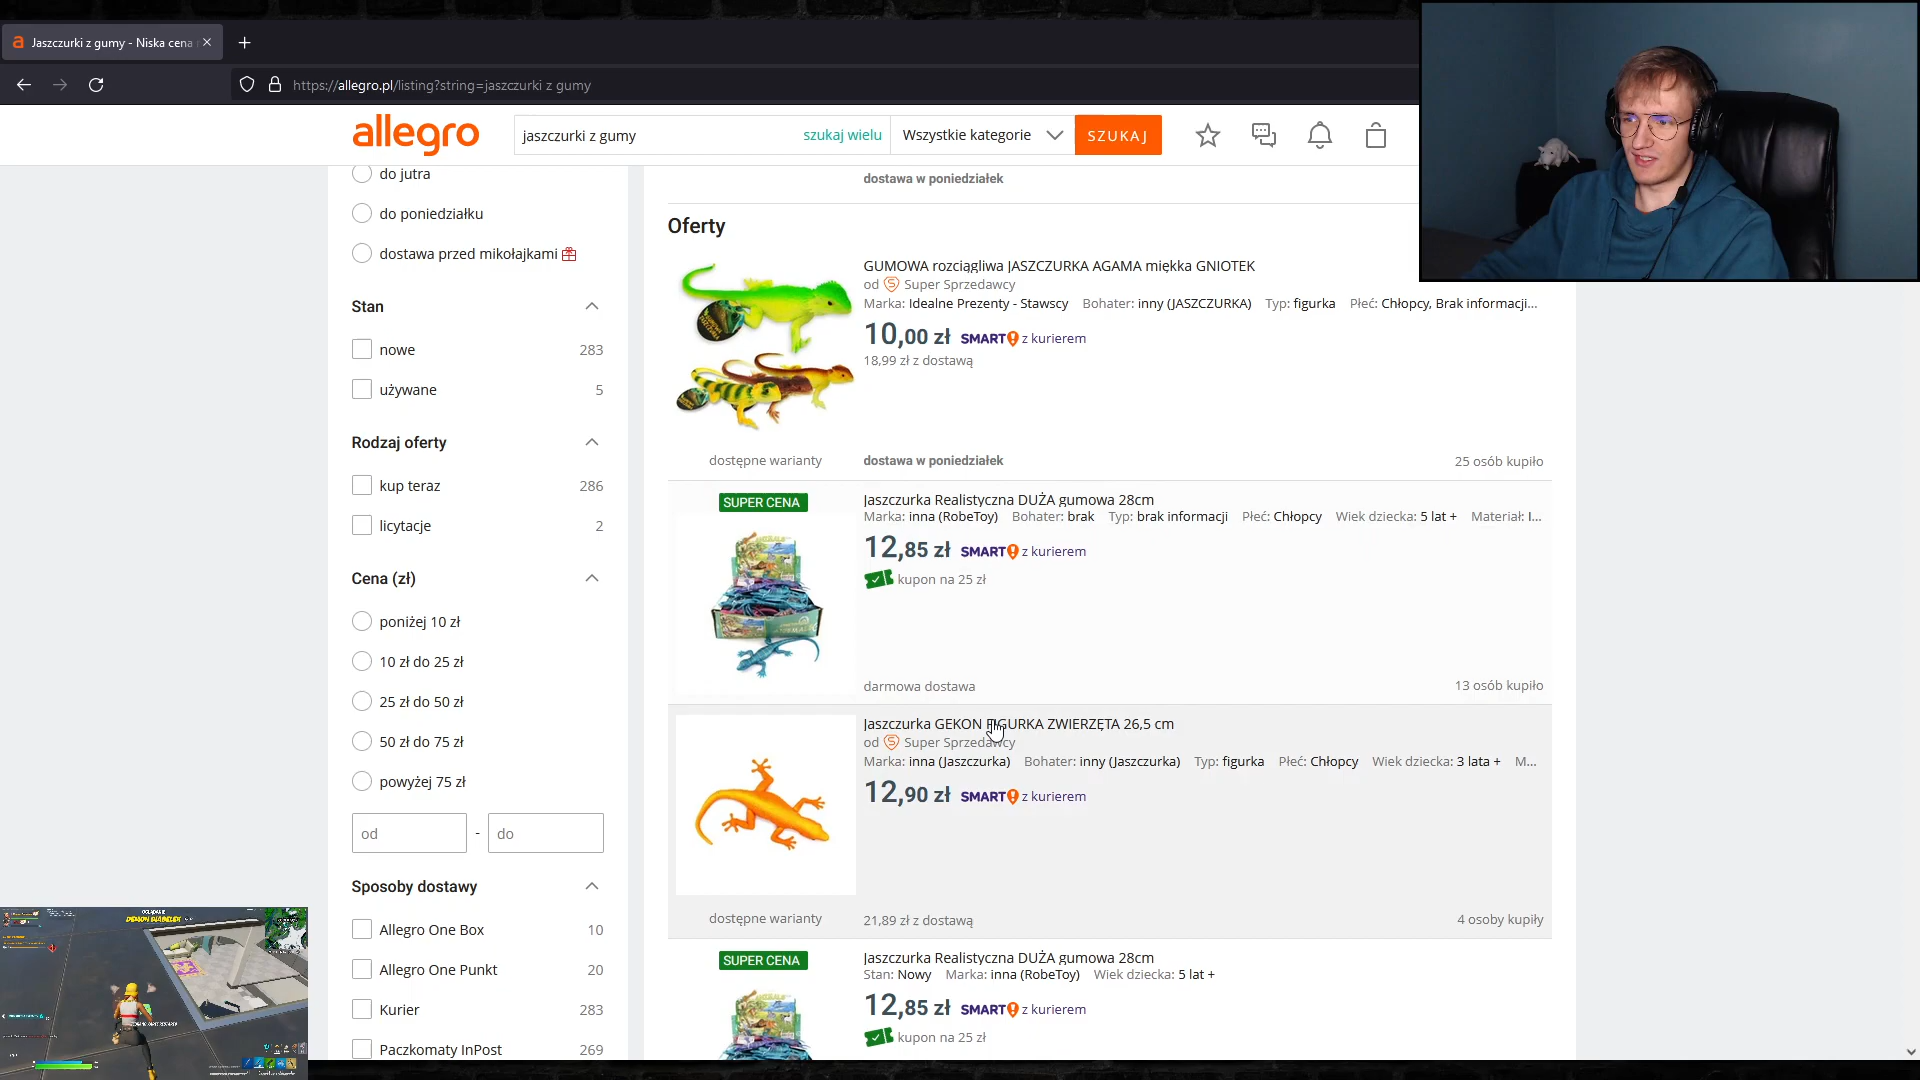 Jaszczurki z gumy - Niska cena
https://allegro.pl/listing?string=jaszczurki z gumy
allegro
jaszczurki z gumy
szukaj wielu
Wszystkie kategorie
SZUKAJ
do jutra
do poniedziałku
dostawa przed mikołajkami
Stan
nowe 283
używane 5
Rodzaj oferty
kup teraz 286
licytacje 2
Cena (zł)
poniżej 10 zł
10 zł do 25 zł
25 zł do 50 zł
50 zł do 75 zł
powyżej 75 zł
od - do
Sposoby dostawy
Allegro One Box 10
Allegro One Punkt 20
Kurier 283
Paczkomaty InPost 269
dostawa w poniedziałek
Oferty
GUMOWA rozciągliwa JASZCZURKA AGAMA miękka GNIOTEK
od Super Sprzedawcy
Marka: Idealne Prezenty - Stawscy Bohater: inny (JASZCZURKA) Typ: figurka Płeć: Chłopcy, Brak informacji...
10,00 zł SMART! z kurierem
18,99 zł z dostawą
dostępne warianty
dostawa w poniedziałek
25 osób kupiło
SUPER CENA
Jaszczurka Realistyczna DUŻA gumowa 28cm
Marka: inna (RobeToy) Bohater: brak Typ: brak informacji Płeć: Chłopcy Wiek dziecka: 5 lat + Materiał: I...
12,85 zł SMART! z kurierem
kupon na 25 zł
darmowa dostawa
13 osób kupiło
Jaszczurka GEKON FIGURKA ZWIERZĘTA 26,5 cm
od Super Sprzedawcy
Marka: inna (Jaszczurka) Bohater: inny (Jaszczurka) Typ: figurka Płeć: Chłopcy Wiek dziecka: 3 lata + M...
12,90 zł SMART! z kurierem
dostępne warianty
21,89 zł z dostawą
4 osoby kupiły
SUPER CENA
Jaszczurka Realistyczna DUŻA gumowa 28cm
Stan: Nowy Marka: inna (RobeToy) Wiek dziecka: 5 lat +
12,85 zł SMART! z kurierem
kupon na 25 zł